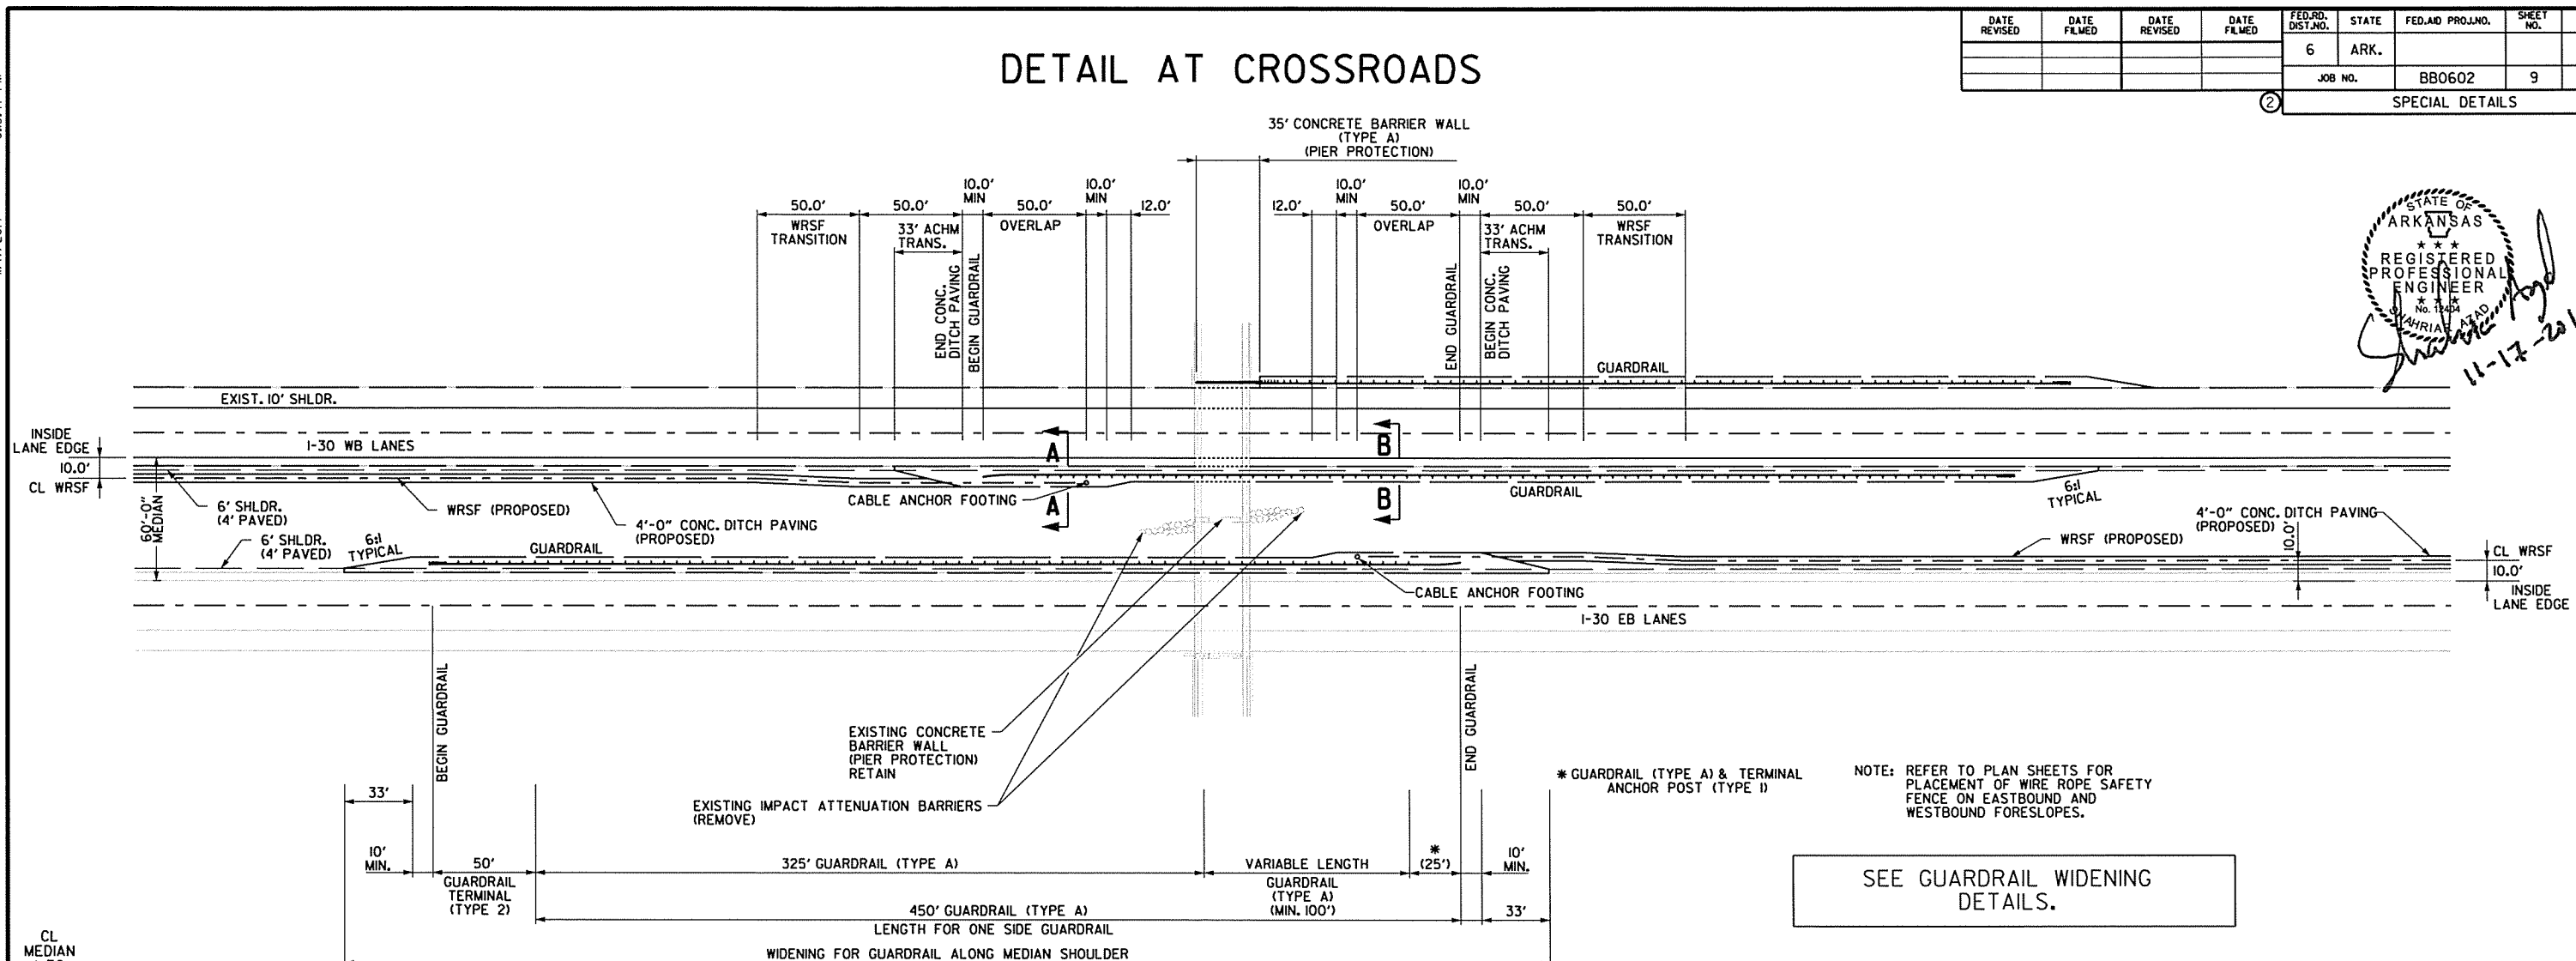 DETAIL AT CROSSROADS
DATE REVISED
DATE FILMED
DATE REVISED
DATE FILMED
FED.RD. DIST.NO.
STATE
FED.AID PROJ.NO.
SHEET NO.
6
ARK.
JOB NO.
BB0602
9
2
SPECIAL DETAILS
STATE OF
ARKANSAS
★ ★ ★
REGISTERED
PROFESSIONAL
ENGINEER
★ ★ ★
No. 12404
SHAHRIAR AZAD
35' CONCRETE BARRIER WALL
(TYPE A)
(PIER PROTECTION)
50.0'
WRSF
TRANSITION
50.0'
33' ACHM
TRANS.
10.0'
MIN
50.0'
OVERLAP
10.0'
MIN
12.0'
12.0'
10.0'
MIN
50.0'
OVERLAP
10.0'
MIN
50.0'
33' ACHM
TRANS.
50.0'
WRSF
TRANSITION
END CONC.
DITCH PAVING
BEGIN GUARDRAIL
END GUARDRAIL
BEGIN CONC.
DITCH PAVING
GUARDRAIL
EXIST. 10' SHLDR.
INSIDE
LANE EDGE
10.0'
CL WRSF
60'-0"
MEDIAN
I-30 WB LANES
A
A
B
B
6' SHLDR.
(4' PAVED)
WRSF (PROPOSED)
4'-0" CONC. DITCH PAVING
(PROPOSED)
CABLE ANCHOR FOOTING
GUARDRAIL
6:1
TYPICAL
6' SHLDR.
(4' PAVED)
6:1
TYPICAL
GUARDRAIL
4'-0" CONC. DITCH PAVING
(PROPOSED)
WRSF (PROPOSED)
10.0'
CL WRSF
10.0'
INSIDE
LANE EDGE
CABLE ANCHOR FOOTING
I-30 EB LANES
BEGIN GUARDRAIL
END GUARDRAIL
EXISTING CONCRETE
BARRIER WALL
(PIER PROTECTION)
RETAIN
EXISTING IMPACT ATTENUATION BARRIERS
(REMOVE)
* GUARDRAIL (TYPE A) & TERMINAL
ANCHOR POST (TYPE 1)
NOTE: REFER TO PLAN SHEETS FOR
PLACEMENT OF WIRE ROPE SAFETY
FENCE ON EASTBOUND AND
WESTBOUND FORESLOPES.
33'
10'
MIN.
50'
GUARDRAIL
TERMINAL
(TYPE 2)
325' GUARDRAIL (TYPE A)
VARIABLE LENGTH
GUARDRAIL
(TYPE A)
(MIN. 100')
*
(25')
10'
MIN.
450' GUARDRAIL (TYPE A)
LENGTH FOR ONE SIDE GUARDRAIL
33'
WIDENING FOR GUARDRAIL ALONG MEDIAN SHOULDER
SEE GUARDRAIL WIDENING
DETAILS.
CL
MEDIAN